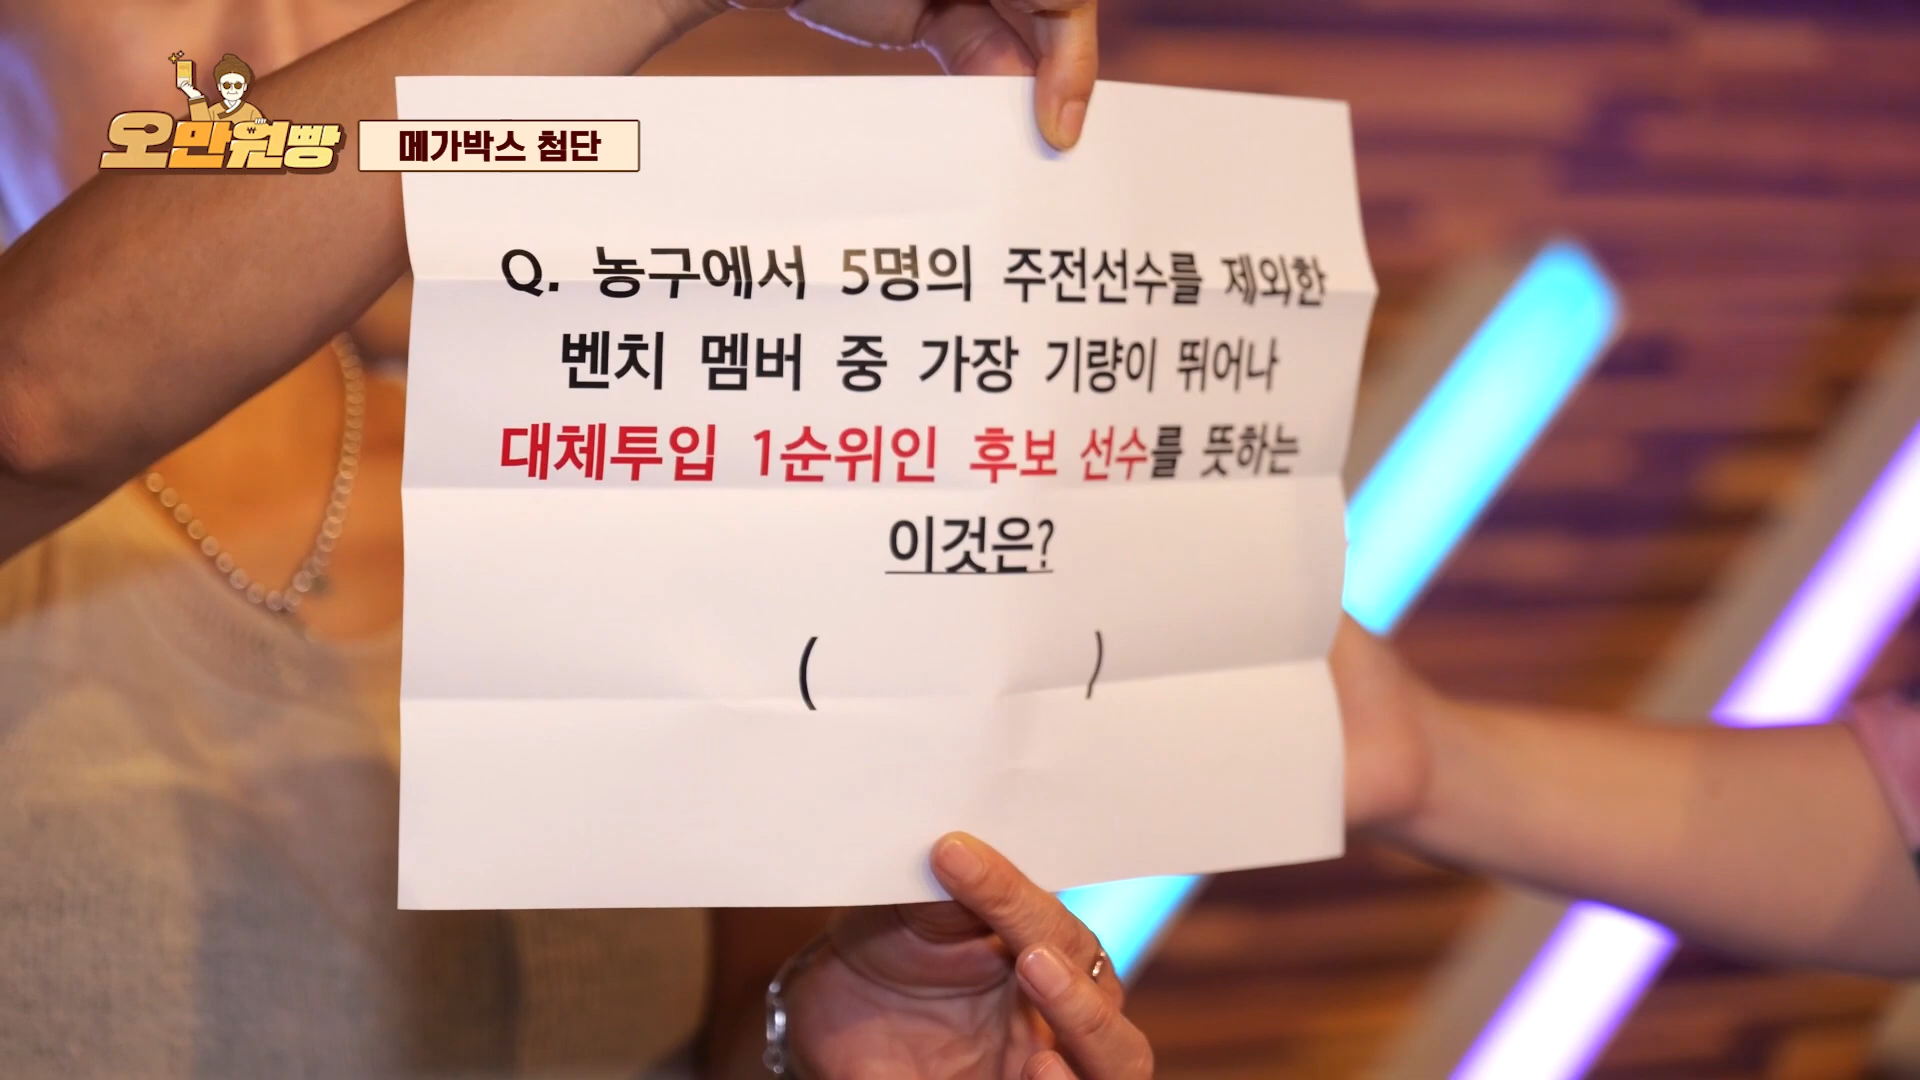 오만원빵
메가박스 첨단
Q. 농구에서 5명의 주전선수를 제외한
벤치 멤버 중 가장 기량이 뛰어나
대체투입 1순위인 후보 선수를 뜻하는
이것은?
( )